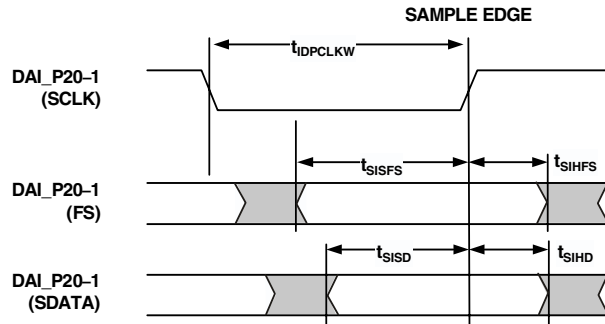 SAMPLE EDGE
tIDPCLKW
DAI_P20–1
(SCLK)
tSISFS
tSIHFS
DAI_P20–1
(FS)
tSISD
tSIHD
DAI_P20–1
(SDATA)